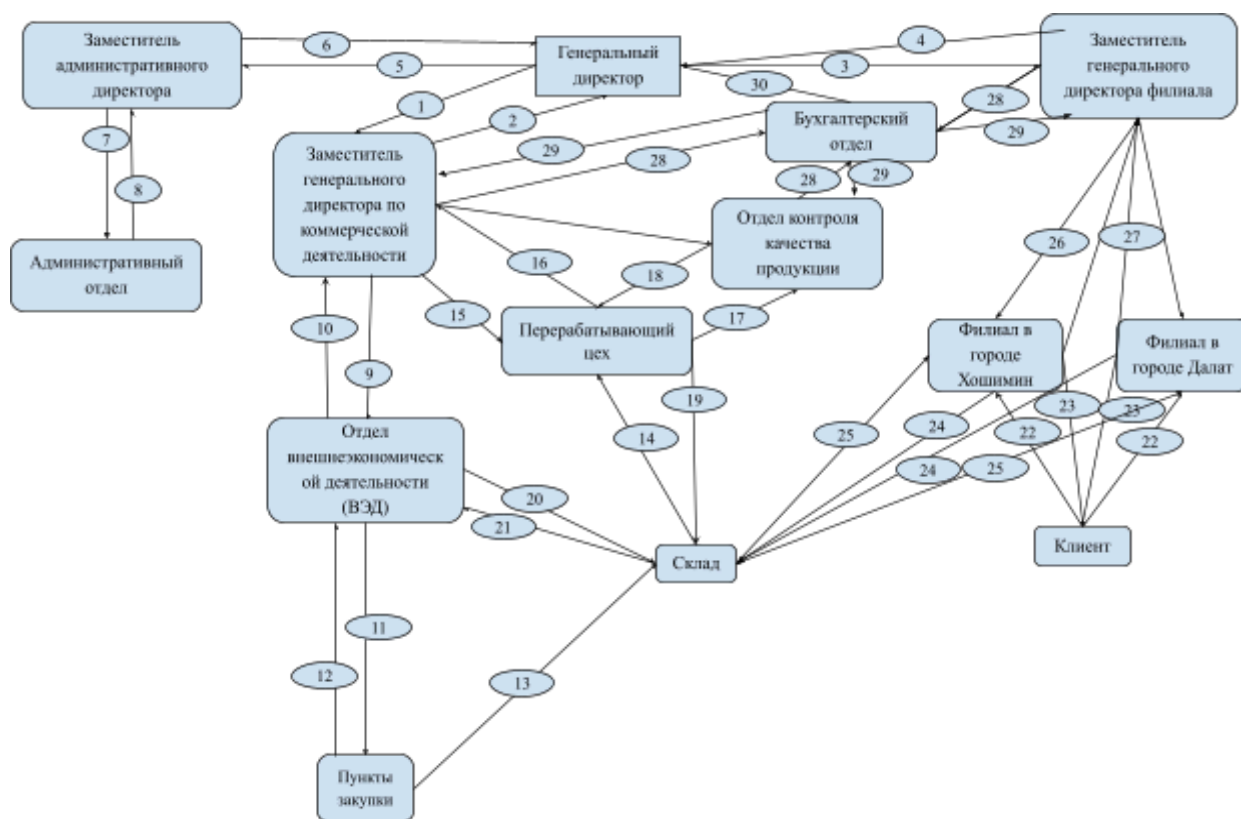 Заместитель
административного
директора
6
5
Генеральный
директор
4
3
Заместитель
генерального
директора филиала
30
1
2
28
29
Бухгалтерский
отдел
7
8
Заместитель
генерального
директора по
коммерческой
деятельности
29
28
28
29
Отдел контроля
качества
продукции
Административный
отдел
16
18
26
27
10
15
Перерабатывающий
цех
17
Филиал в
городе
Хошимин
Филиал в
городе Далат
9
19
23
23
Отдел
внешнеэкономическ
ой деятельности
(ВЭД)
14
25
24
22
22
24
25
20
21
Склад
Клиент
11
12
13
Пункты
закупки